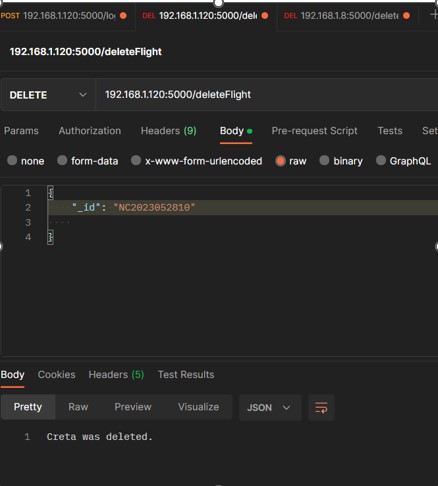 POST 192.168.1.120:5000/log
DEL 192.168.1.120:5000/dele
DEL 192.168.1.8:5000/delete
192.168.1.120:5000/deleteFlight
DELETE 192.168.1.120:5000/deleteFlight
Params Authorization Headers (9) Body Pre-request Script Tests Set
none form-data x-www-form-urlencoded raw binary GraphQL
1 {
2 "_id": "NC2023052810"
3
4 }
Body Cookies Headers (5) Test Results
Pretty Raw Preview Visualize JSON
1 Creta was deleted.